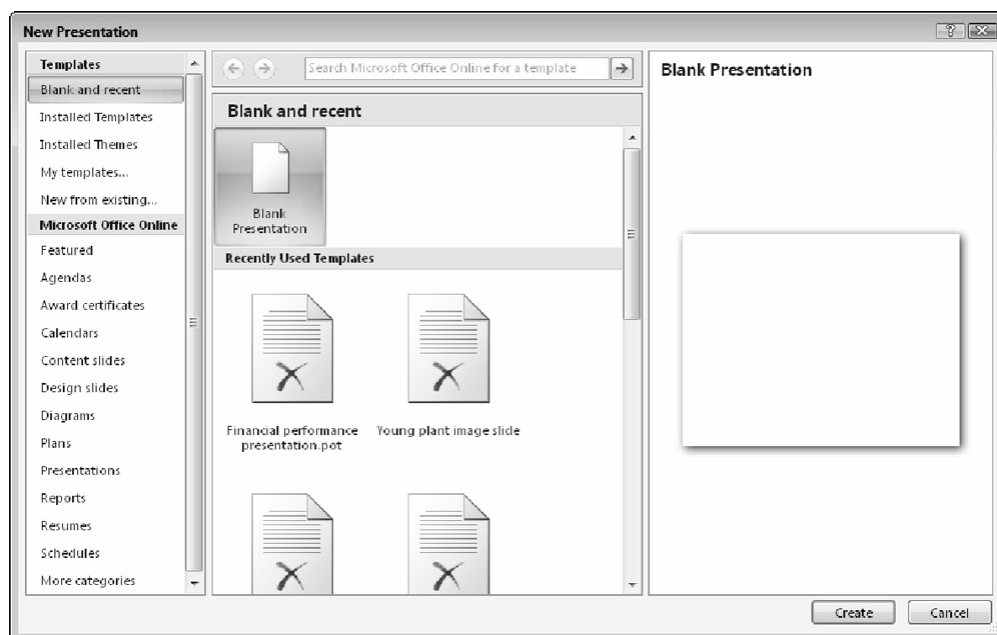 New Presentation
Templates
Blank and recent
Installed Templates
Installed Themes
My templates...
New from existing...
Microsoft Office Online
Featured
Agendas
Award certificates
Calendars
Content slides
Design slides
Diagrams
Plans
Presentations
Reports
Resumes
Schedules
More categories
Search Microsoft Office Online for a template
Blank and recent
Blank
Presentation
Recently Used Templates
Financial performance
presentation.pot
Young plant image slide
Blank Presentation
Create
Cancel